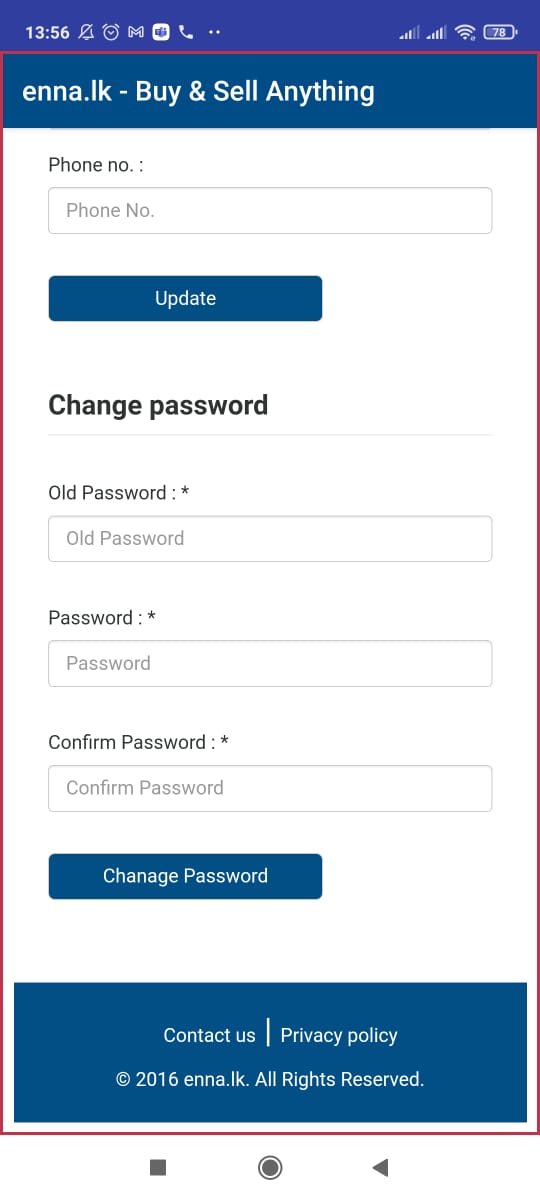 13:56
78
enna.lk - Buy & Sell Anything
Phone no. :
Phone No.
Update
Change password
Old Password : *
Old Password
Password : *
Password
Confirm Password : *
Confirm Password
Chanage Password
Contact us | Privacy policy
© 2016 enna.lk. All Rights Reserved.